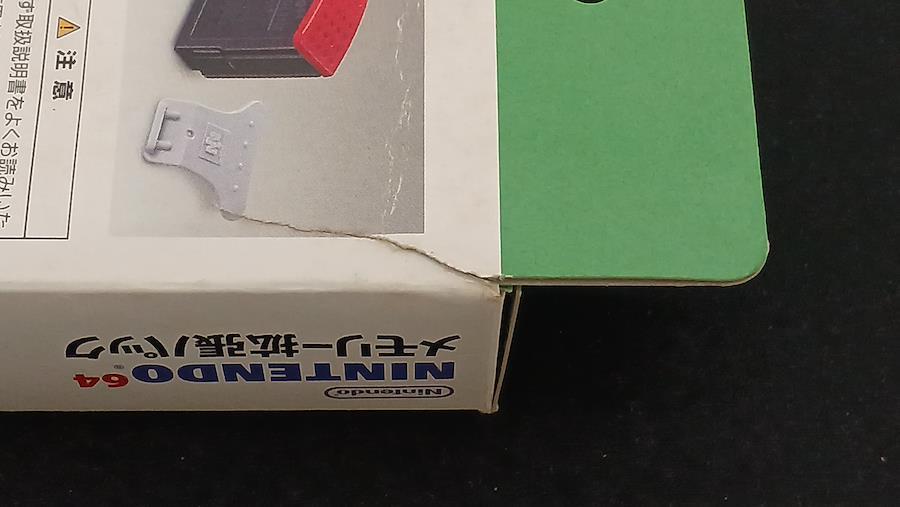 ⚠注意
ず取扱説明書をよくお読みいた
メモリー拡張パック
NINTENDO64
Nintendo